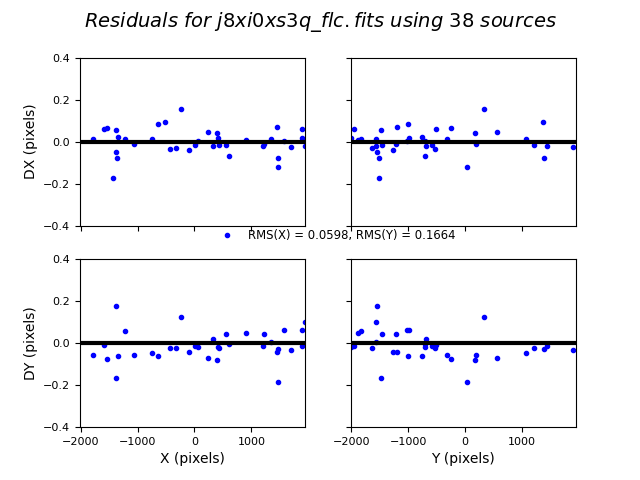 Residuals for j8xi0xs3q_flc.fits using 38 sources
0.4
0.2
0.0
−0.2
−0.4
DX (pixels)
RMS(X) = 0.0598, RMS(Y) = 0.1664
0.4
0.2
0.0
−0.2
−0.4
DY (pixels)
−2000 −1000 0 1000 −2000 −1000 0 1000
X (pixels) Y (pixels)